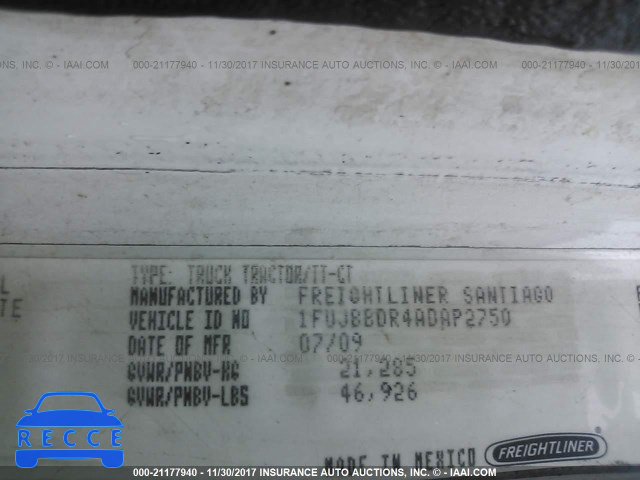 000-21177940 - 11/30/2017 INSURANCE AUTO AUCTIONS, INC. © - IAAI.COM
TYPE: TRUCK TRACTOR/TT-CT
MANUFACTURED BY FREIGHTLINER SANTIAGO
VEHICLE ID NO 1FUJBBDR4ADAP2750
DATE OF MFR 07/09
GVWR/PNBV-KG 21,285
GVWR/PNBV-LBS 46,926
MADE IN MEXICO FREIGHTLINER
RECCE
000-21177940 - 11/30/2017 INSURANCE AUTO AUCTIONS, INC. © - IAAI.COM